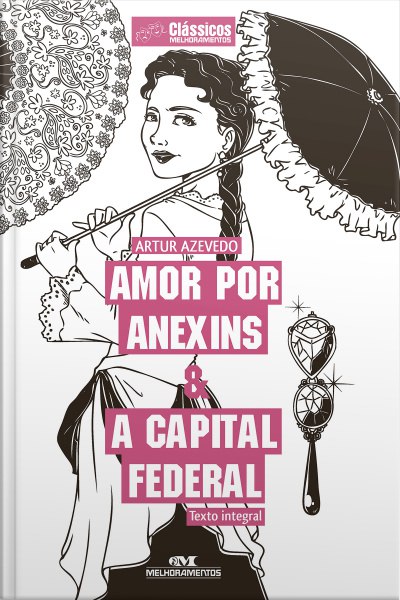 Clássicos
MELHORAMENTOS
ARTUR AZEVEDO
AMOR POR
ANEXINS
&
A CAPITAL
FEDERAL
Texto integral
M
MELHORAMENTOS